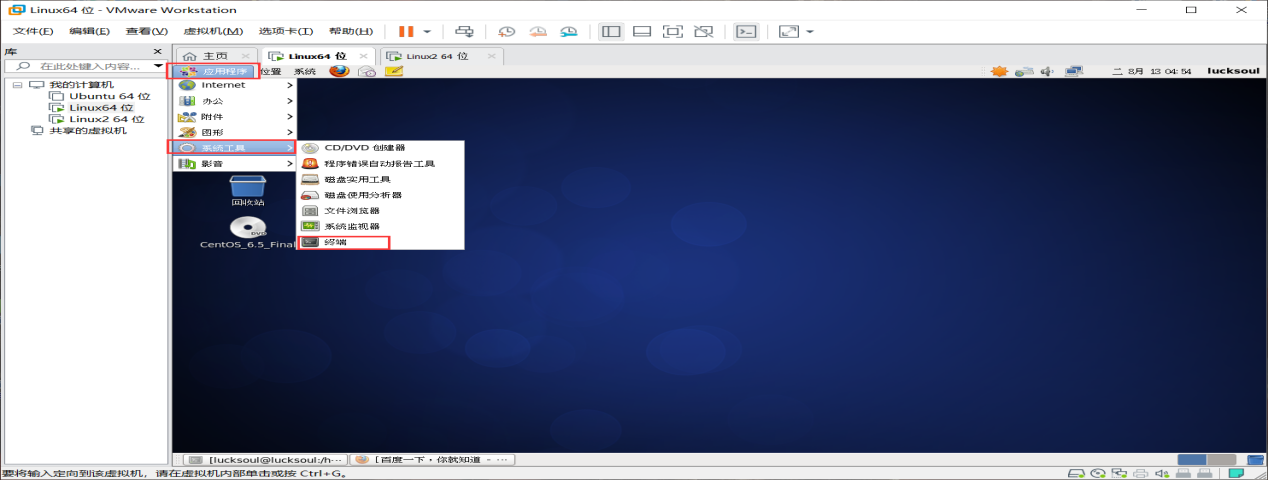 Linux64 位 - VMware Workstation
文件(F) 编辑(E) 查看(V) 虚拟机(M) 选项卡(T) 帮助(H)
库
在此处键入内容...
我的计算机
Ubuntu 64 位
Linux64 位
Linux2 64 位
共享的虚拟机
主页 Linux64 位 Linux2 64 位
应用程序 位置 系统
二 8月 13 04:54 lucksoul
Internet
办公
附件
图形
系统工具
影音
CD/DVD 创建器
程序错误自动报告工具
磁盘实用工具
磁盘使用分析器
文件浏览器
系统监视器
终端
回收站
DVD
CentOS_6.5_Final
[lucksoul@lucksoul:/h...
[百度一下，你就知道 - ...
要将输入定向到该虚拟机，请在虚拟机内部单击或按 Ctrl+G。